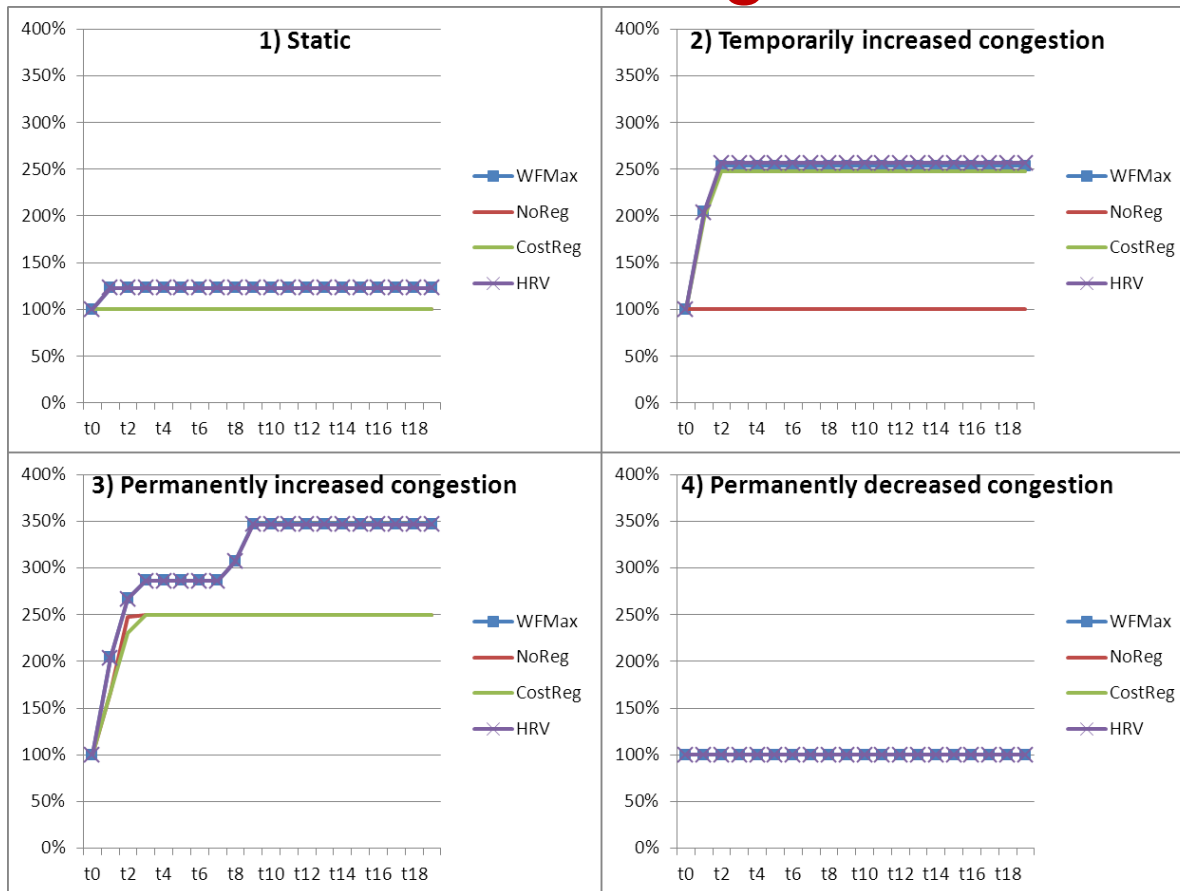 g
1) Static
400%
350%
300%
250%
200%
150%
100%
50%
0%
t0 t2 t4 t6 t8 t10 t12 t14 t16 t18
WFMax
NoReg
CostReg
HRV
2) Temporarily increased congestion
400%
350%
300%
250%
200%
150%
100%
50%
0%
t0 t2 t4 t6 t8 t10 t12 t14 t16 t18
WFMax
NoReg
CostReg
HRV
3) Permanently increased congestion
400%
350%
300%
250%
200%
150%
100%
50%
0%
t0 t2 t4 t6 t8 t10 t12 t14 t16 t18
WFMax
NoReg
CostReg
HRV
4) Permanently decreased congestion
400%
350%
300%
250%
200%
150%
100%
50%
0%
t0 t2 t4 t6 t8 t10 t12 t14 t16 t18
WFMax
NoReg
CostReg
HRV